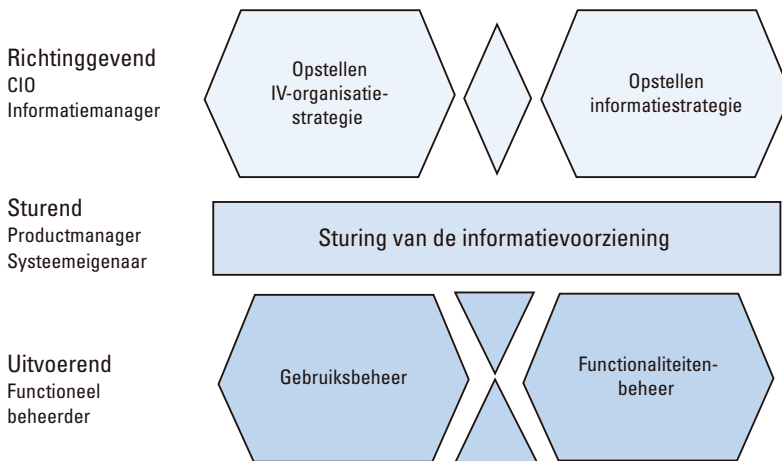 Richtinggevend
CIO
Informatiemanager
Opstellen
IV-organisatie-
strategie
Opstellen
informatiestrategie
Sturend
Productmanager
Systeemeigenaar
Sturing van de informatievoorziening
Uitvoerend
Functioneel
beheerder
Gebruiksbeheer
Functionaliteiten-
beheer